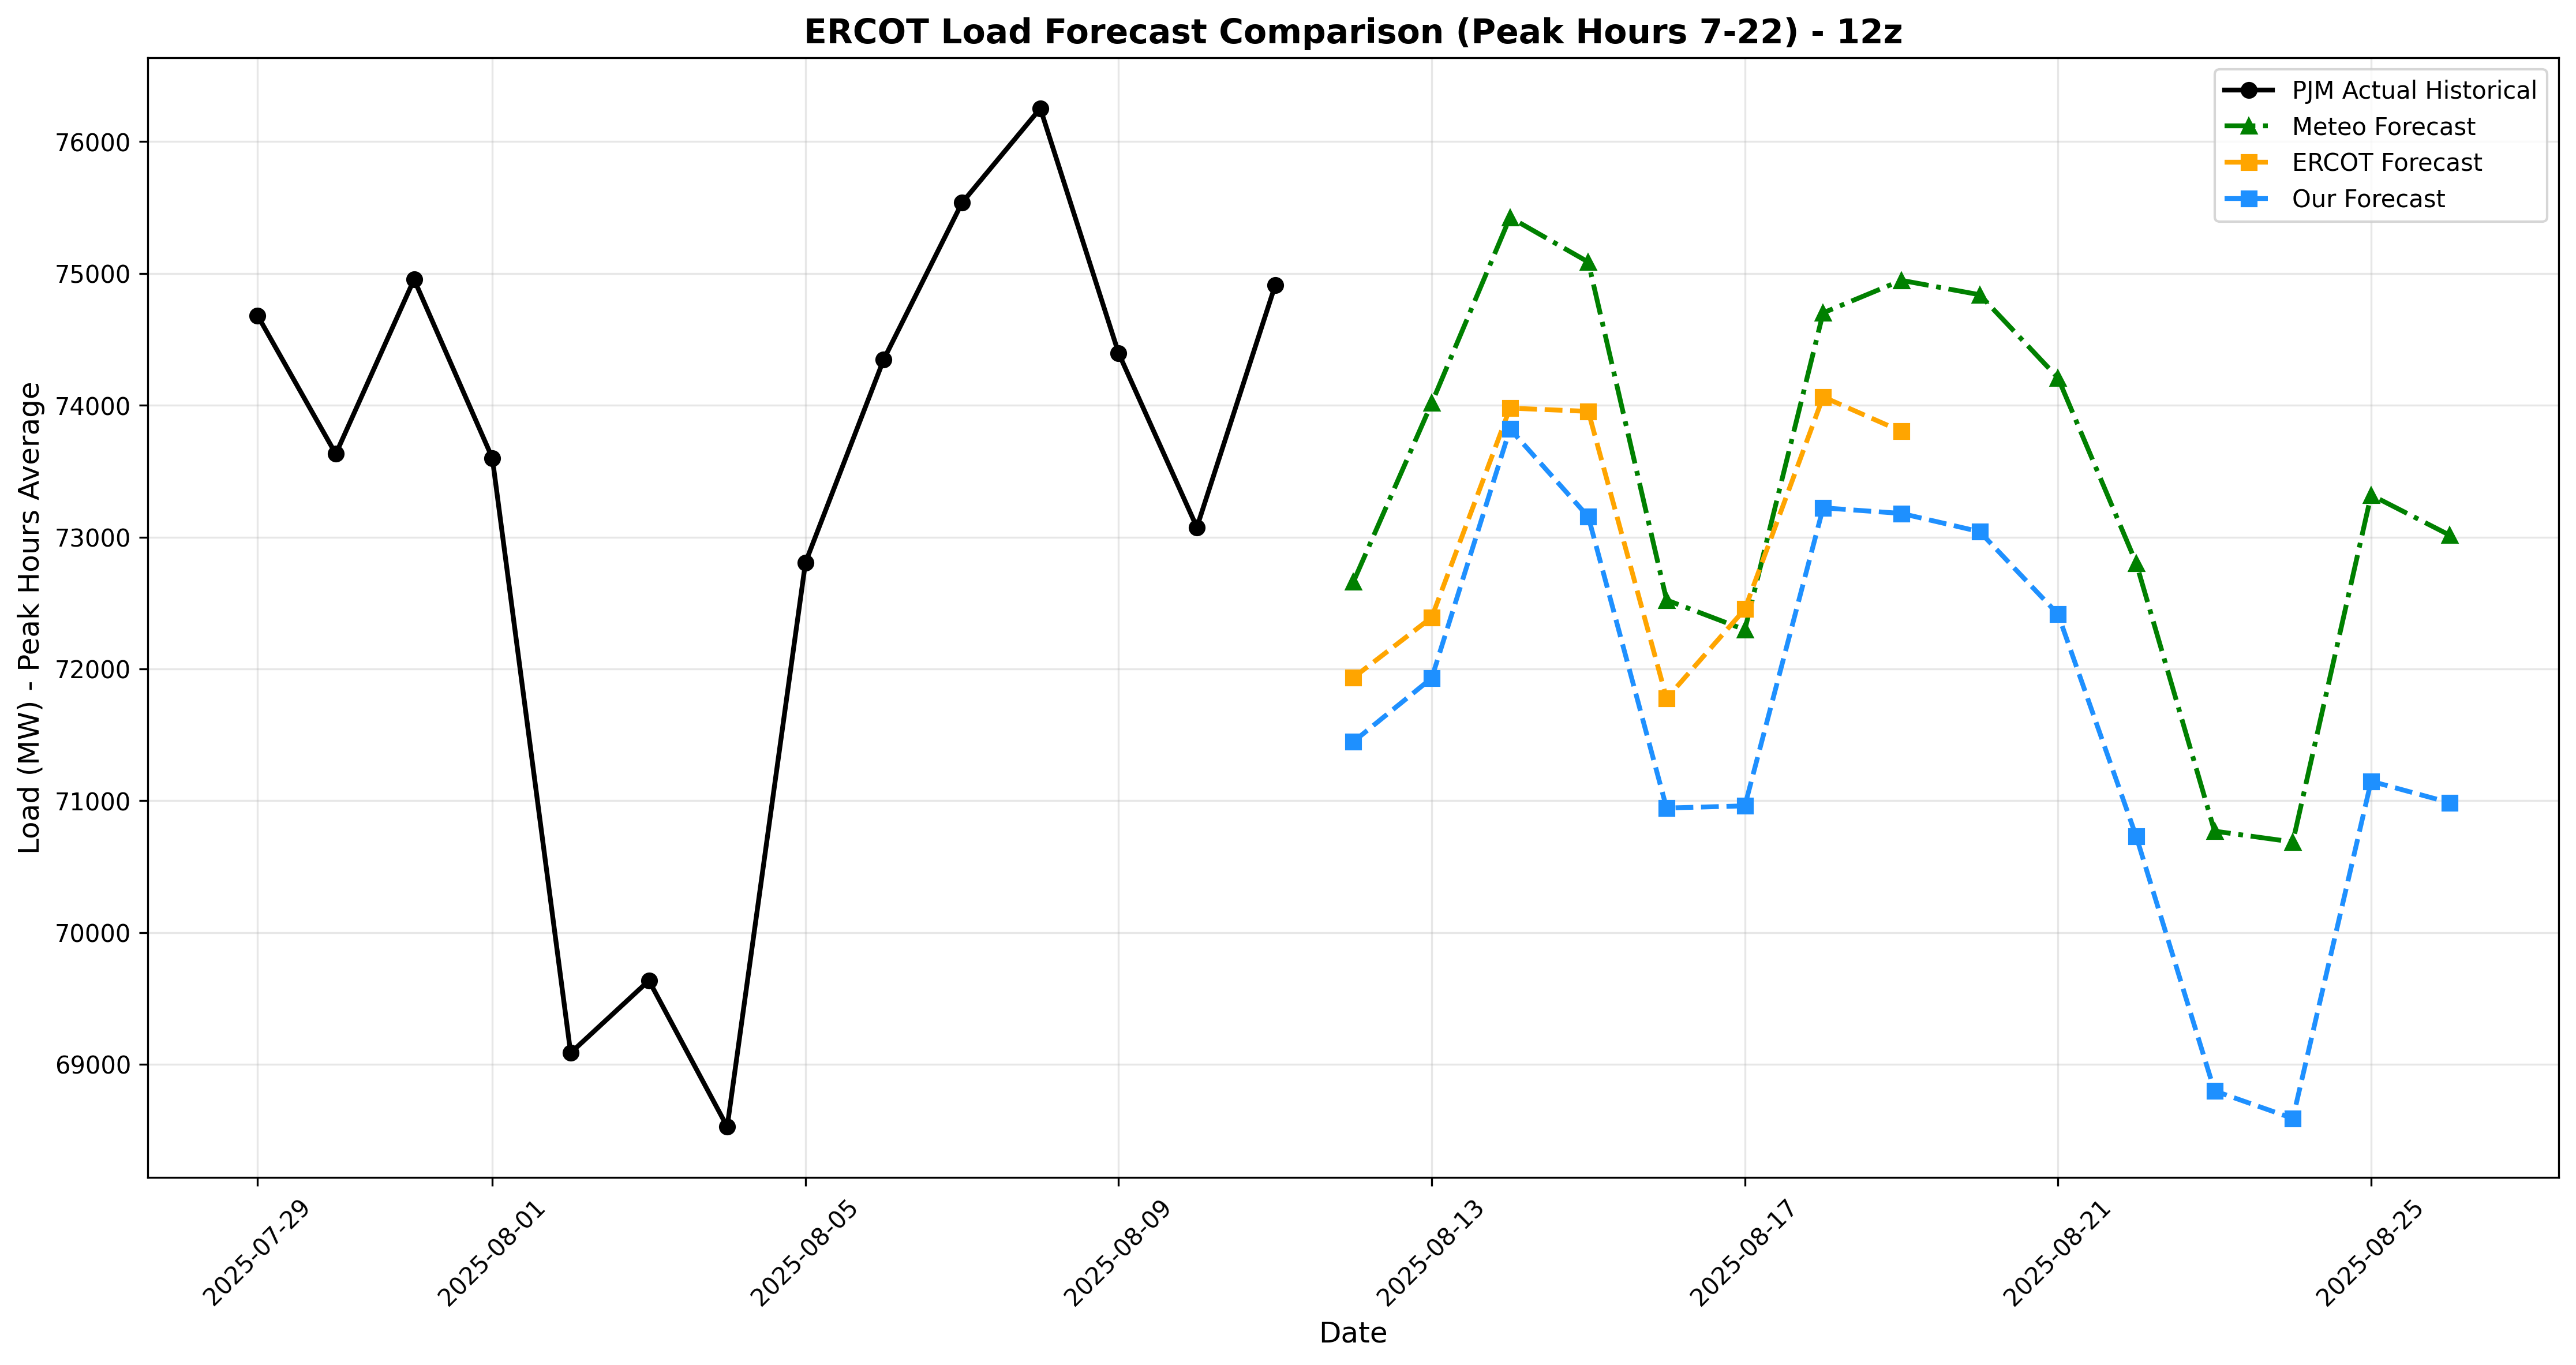 ERCOT Load Forecast Comparison (Peak Hours 7-22) - 12z
PJM Actual Historical
Meteo Forecast
ERCOT Forecast
Our Forecast
Load (MW) - Peak Hours Average
76000
75000
74000
73000
72000
71000
70000
69000
2025-07-29
2025-08-01
2025-08-05
2025-08-09
2025-08-13
2025-08-17
2025-08-21
2025-08-25
Date